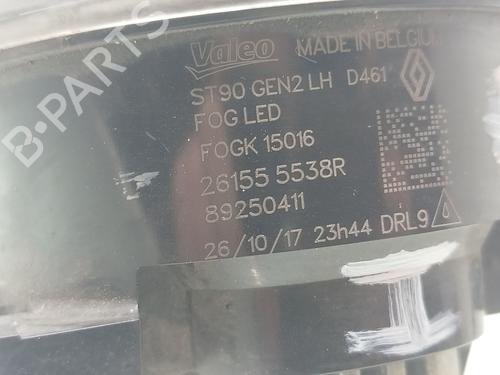 Valeo MADE IN BELGIUM
ST90 GEN2 LH D461
FOG LED
FOGK 15016
26155 5538R
89250411
26/10/17 23h44 DRL9
B-PARTS